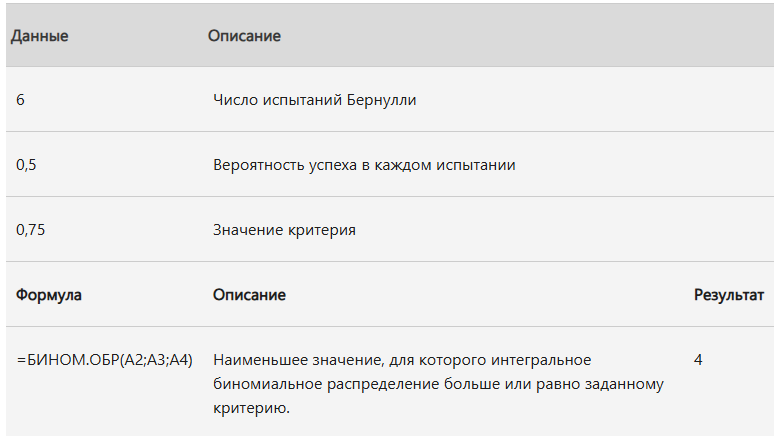 Данные Описание
6 Число испытаний Бернулли
0,5 Вероятность успеха в каждом испытании
0,75 Значение критерия
Формула Описание Результат
=БИНОМ.ОБР(A2;A3;A4) Наименьшее значение, для которого интегральное 4
биномиальное распределение больше или равно заданному
критерию.